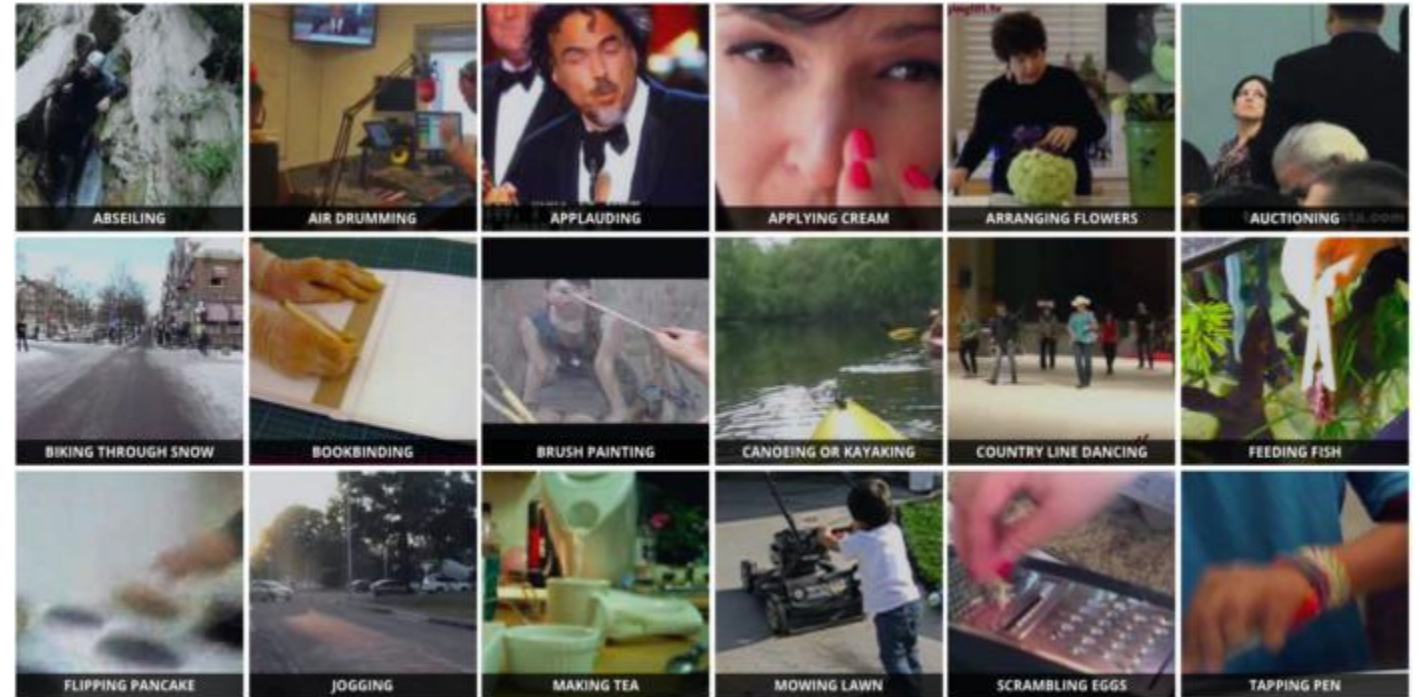 ABSEILING
AIR DRUMMING
APPLAUDING
APPLYING CREAM
ARRANGING FLOWERS
AUCTIONING
BIKING THROUGH SNOW
BOOKBINDING
BRUSH PAINTING
CANOEING OR KAYAKING
COUNTRY LINE DANCING
FEEDING FISH
FLIPPING PANCAKE
JOGGING
MAKING TEA
MOWING LAWN
SCRAMBLING EGGS
TAPPING PEN